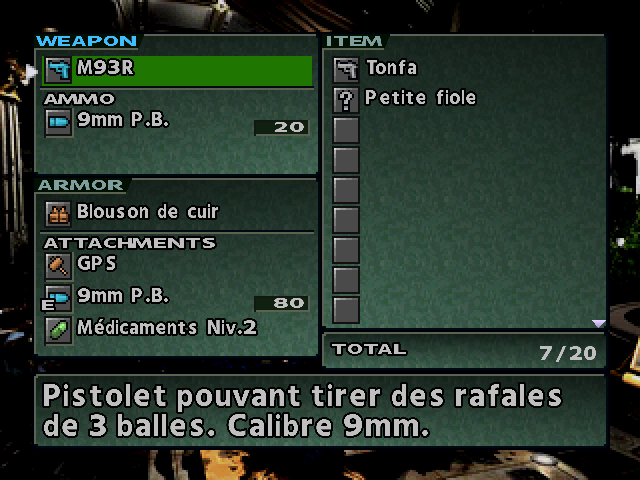 WEAPON
M93R
AMMO
9mm P.B.
20
ARMOR
Blouson de cuir
ATTACHMENTS
GPS
E
9mm P.B.
80
Médicaments Niv.2
ITEM
Tonfa
?
Petite fiole
TOTAL
7/20
Pistolet pouvant tirer des rafales
de 3 balles. Calibre 9mm.